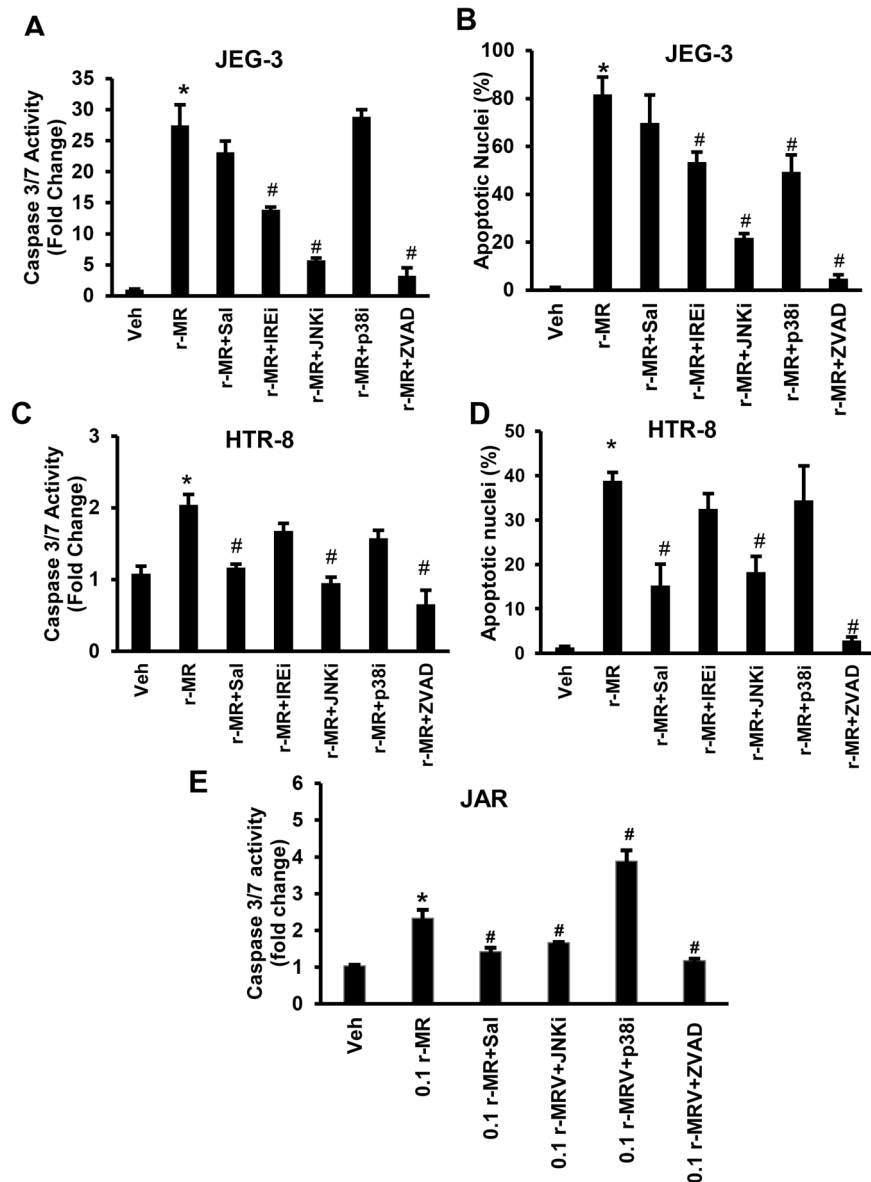 A
JEG-3
Caspase 3/7 Activity
(Fold Change)
35
30
25
20
15
10
5
0
*
#
#
#
Veh
r-MR
r-MR+Sal
r-MR+IREi
r-MR+JNKi
r-MR+p38i
r-MR+ZVAD
B
JEG-3
Apoptotic Nuclei (%)
100
80
60
40
20
0
*
#
#
#
#
Veh
r-MR
r-MR+Sal
r-MR+IREi
r-MR+JNKi
r-MR+p38i
r-MR+ZVAD
C
HTR-8
Caspase 3/7 Activity
(Fold Change)
3
2
1
0
*
#
#
#
Veh
r-MR
r-MR+Sal
r-MR+IREi
r-MR+JNKi
r-MR+p38i
r-MR+ZVAD
D
HTR-8
Apoptotic nuclei (%)
50
40
30
20
10
0
*
#
#
#
Veh
r-MR
r-MR+Sal
r-MR+IREi
r-MR+JNKi
r-MR+p38i
r-MR+ZVAD
E
JAR
Caspase 3/7 activity
(fold change)
6
5
4
3
2
1
0
*
#
#
#
#
Veh
0.1 r-MR
0.1 r-MR+Sal
0.1 r-MRV+JNKi
0.1 r-MRV+p38i
0.1 r-MRV+ZVAD